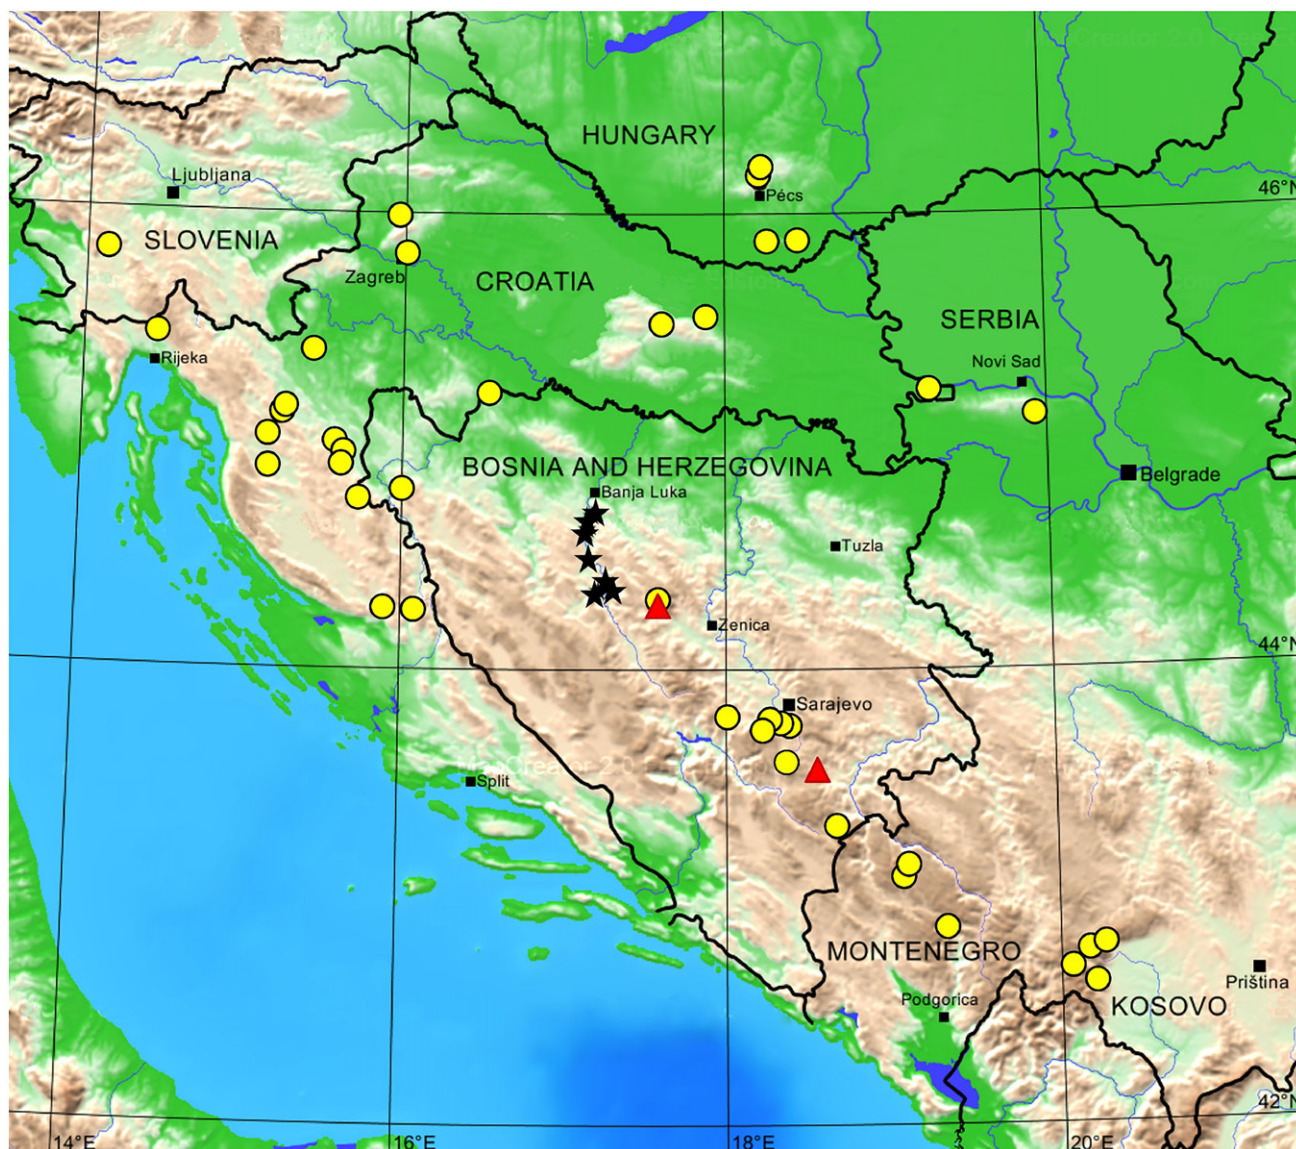 HUNGARY
Ljubljana
46°N
Pécs
SLOVENIA
Zagreb
CROATIA
SERBIA
Rijeka
Novi Sad
BOSNIA AND HERZEGOVINA
Belgrade
Banja Luka
Tuzla
Zenica
44°N
Sarajevo
Split
MONTENEGRO
Priština
Podgorica
KOSOVO
42°N
14°E
16°E
18°E
20°E